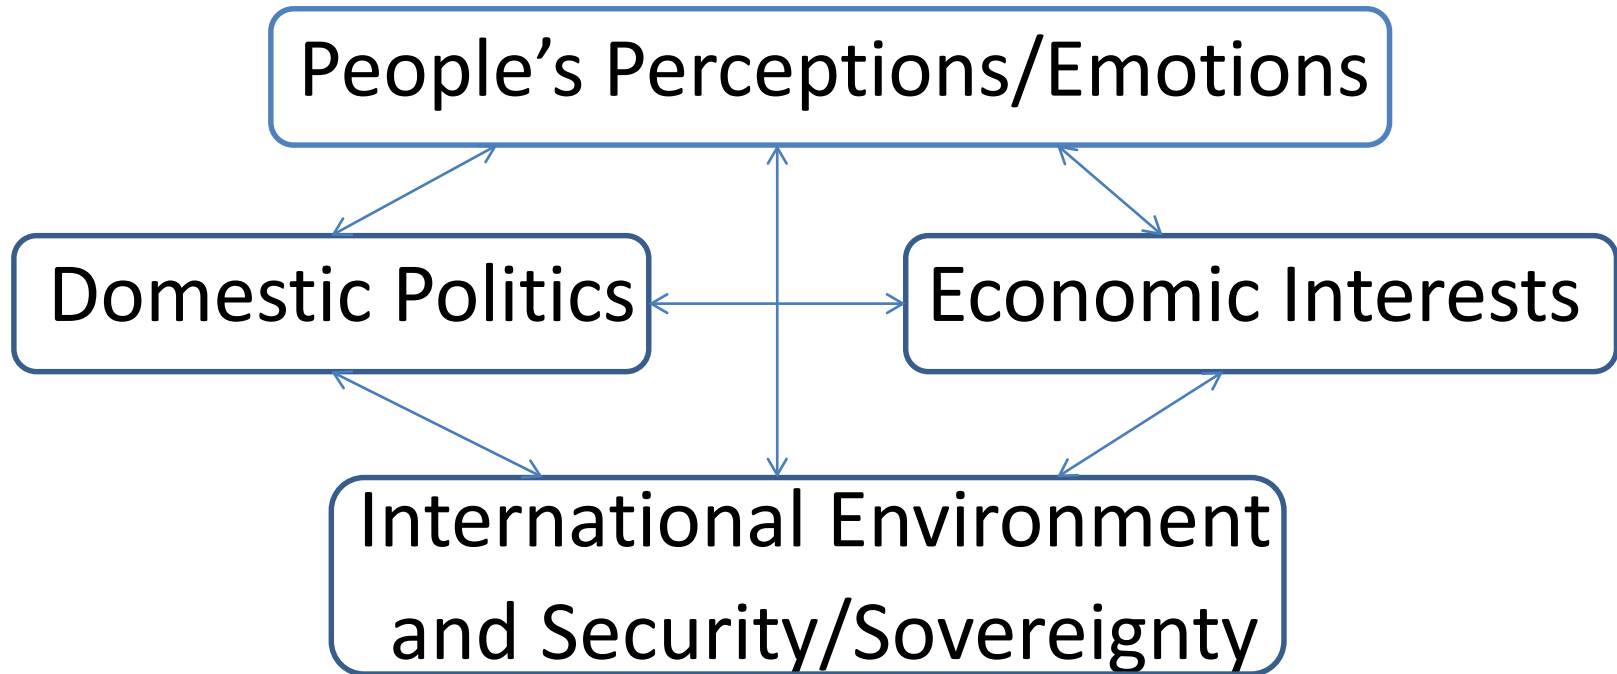 People’s Perceptions/Emotions
Domestic Politics
Economic Interests
International Environment
and Security/Sovereignty